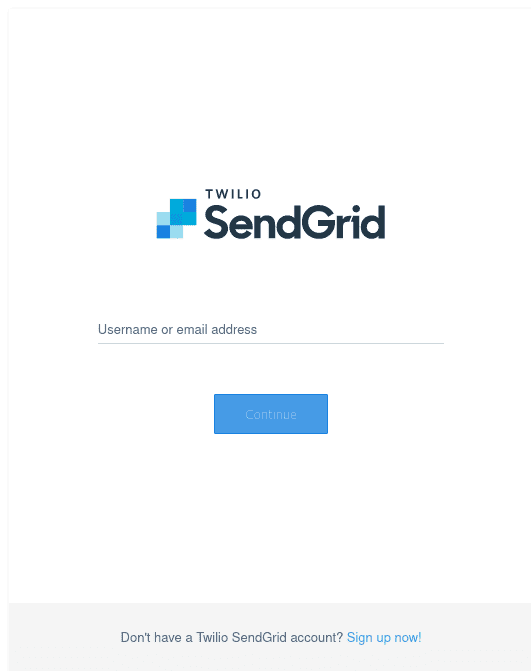 TWILIO
SendGrid
Username or email address
Continue
Don't have a Twilio SendGrid account? Sign up now!